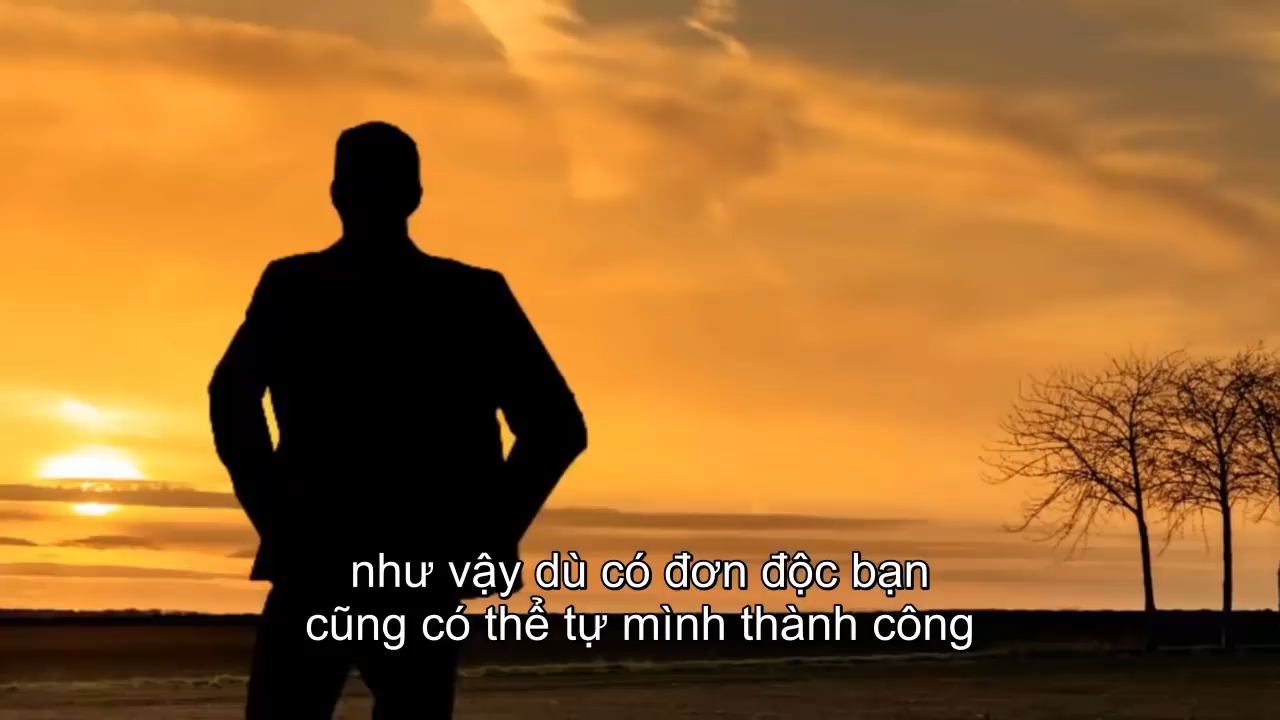 như vậy dù có đơn độc bạn
cũng có thể tự mình thành công